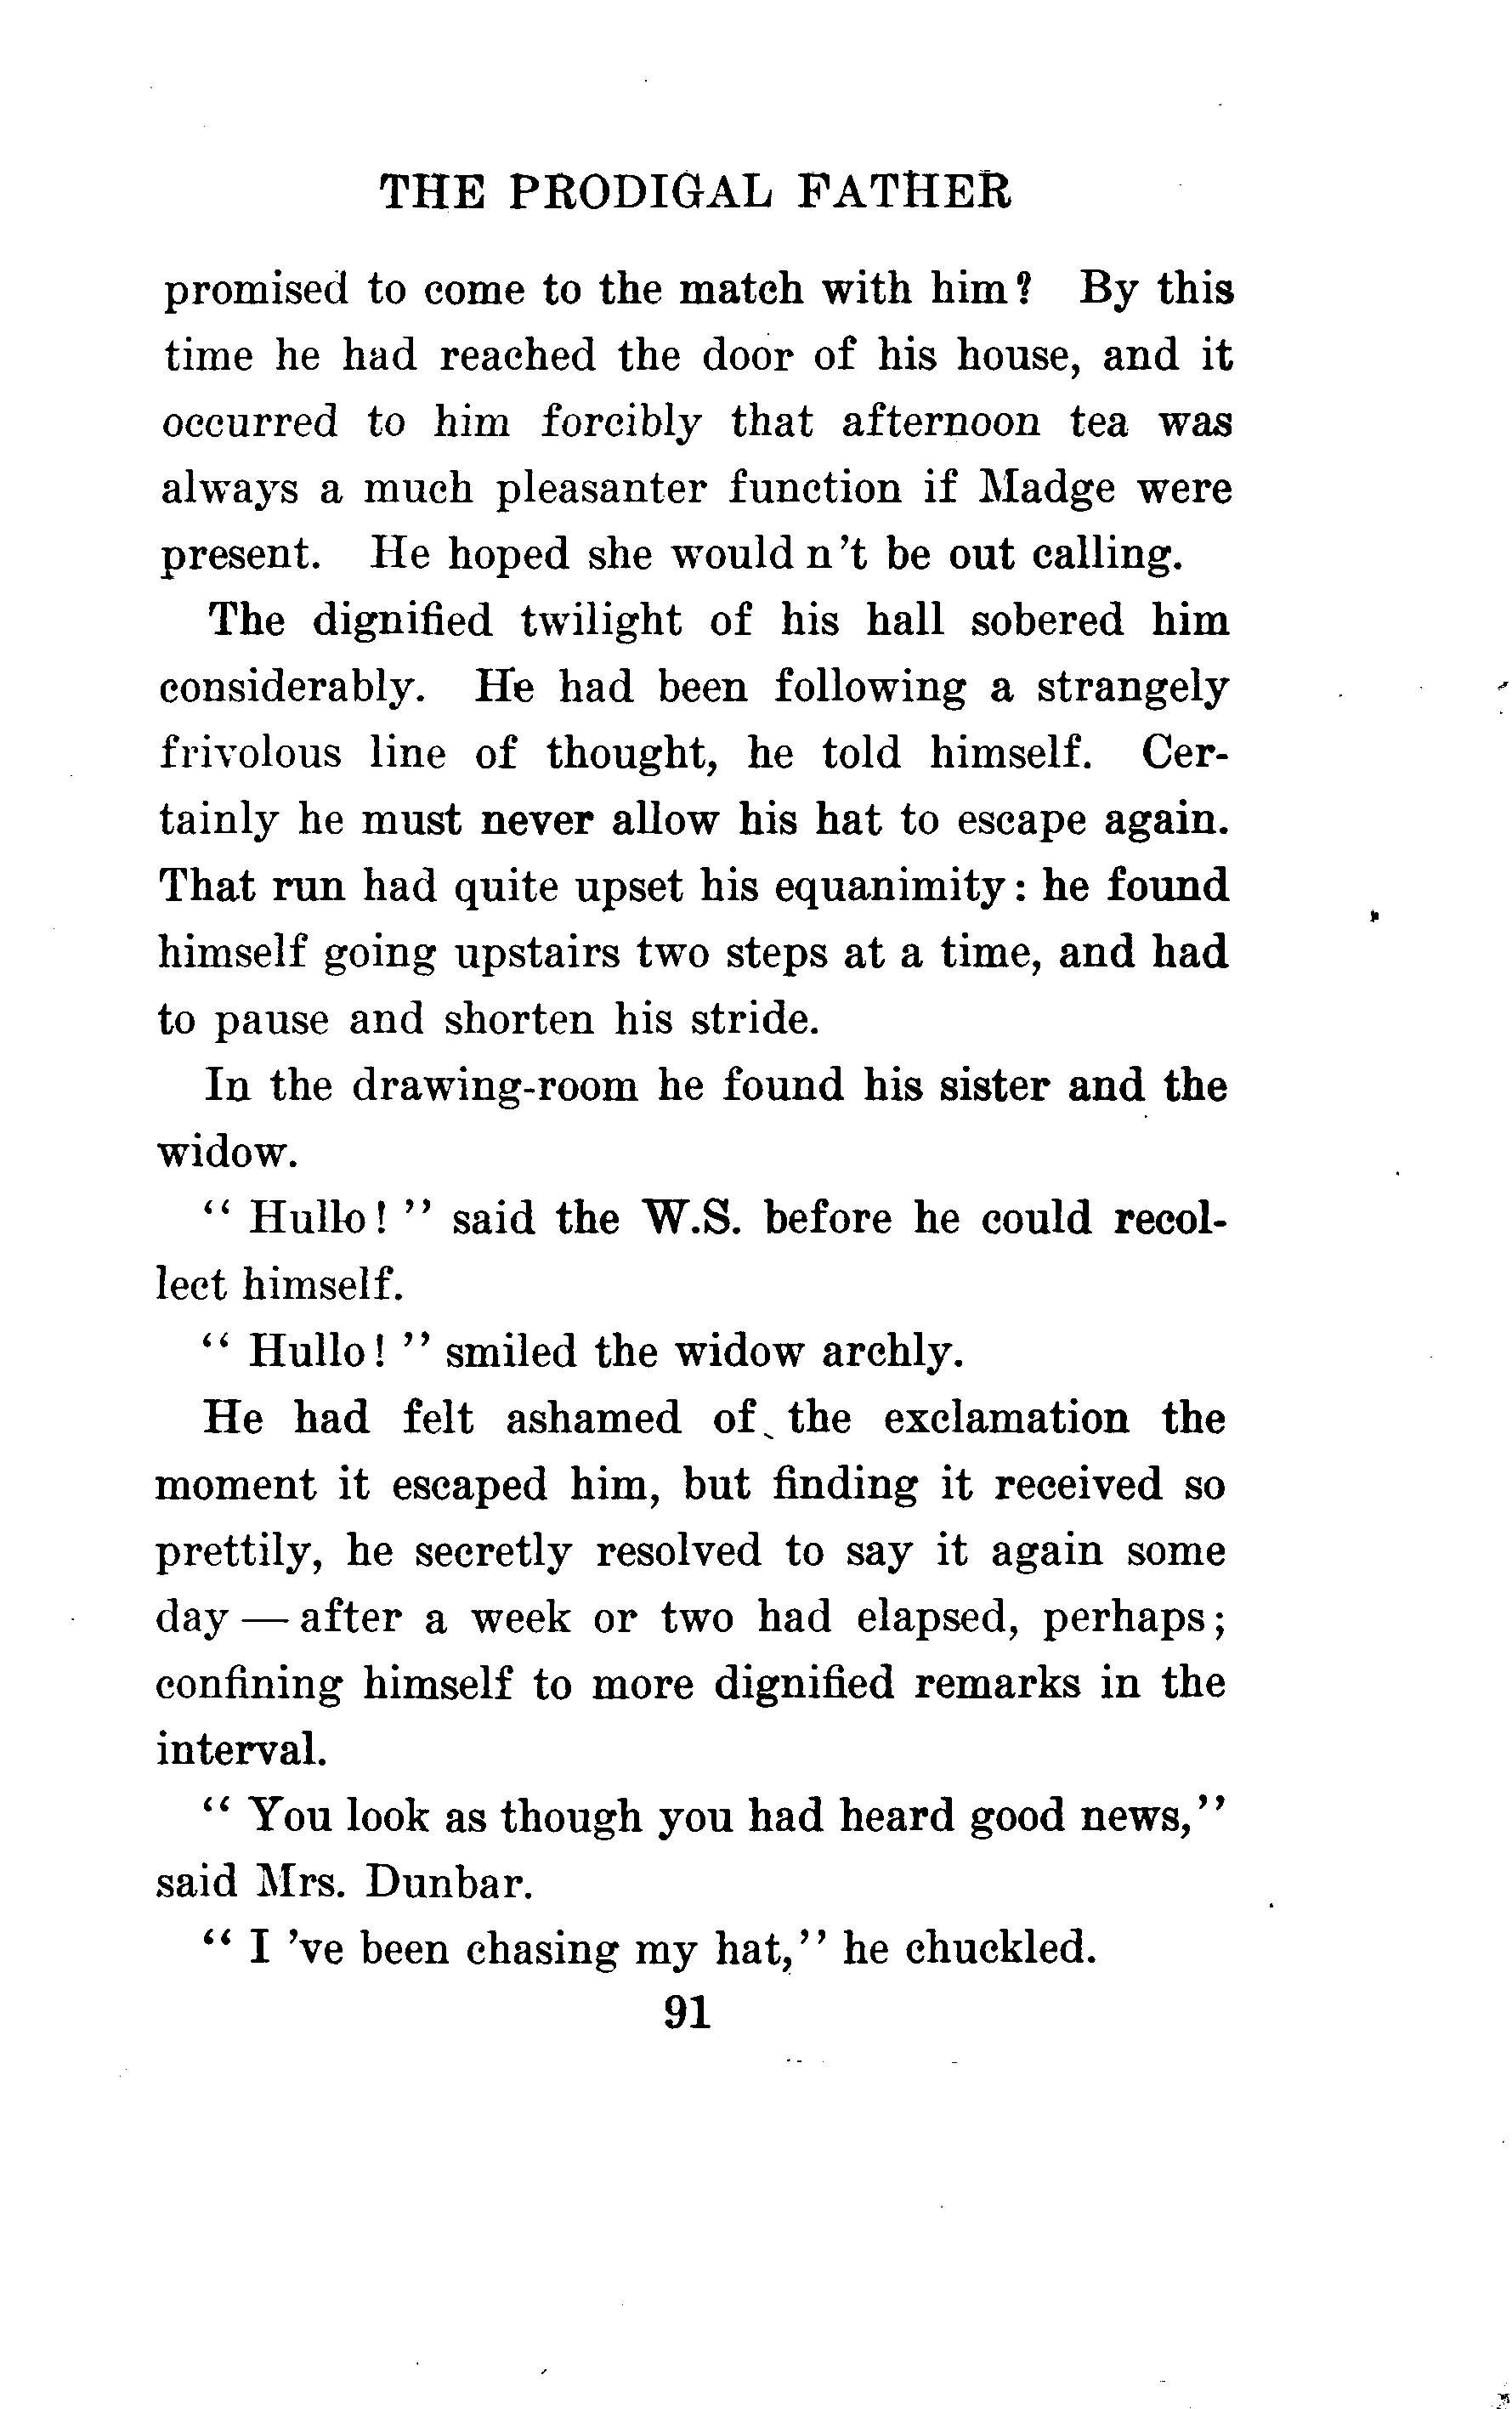 THE PRODIGAL FATHER
promised to come to the match with him? By this
time he had reached the door of his house, and it
occurred to him forcibly that afternoon tea was
always a much pleasanter function if Madge were
present. He hoped she would n't be out calling.
The dignified twilight of his hall sobered him
considerably. He had been following a strangely
frivolous line of thought, he told himself. Cer-
tainly he must never allow his hat to escape again.
That run had quite upset his equanimity: he found
himself going upstairs two steps at a time, and had
to pause and shorten his stride.
In the drawing-room he found his sister and the
widow.
"Hullo!" said the W.S. before he could recol-
lect himself.
"Hullo!" smiled the widow archly.
He had felt ashamed of the exclamation the
moment it escaped him, but finding it received so
prettily, he secretly resolved to say it again some
day — after a week or two had elapsed, perhaps;
confining himself to more dignified remarks in the
interval.
"You look as though you had heard good news,"
said Mrs. Dunbar.
"I 've been chasing my hat," he chuckled.
91